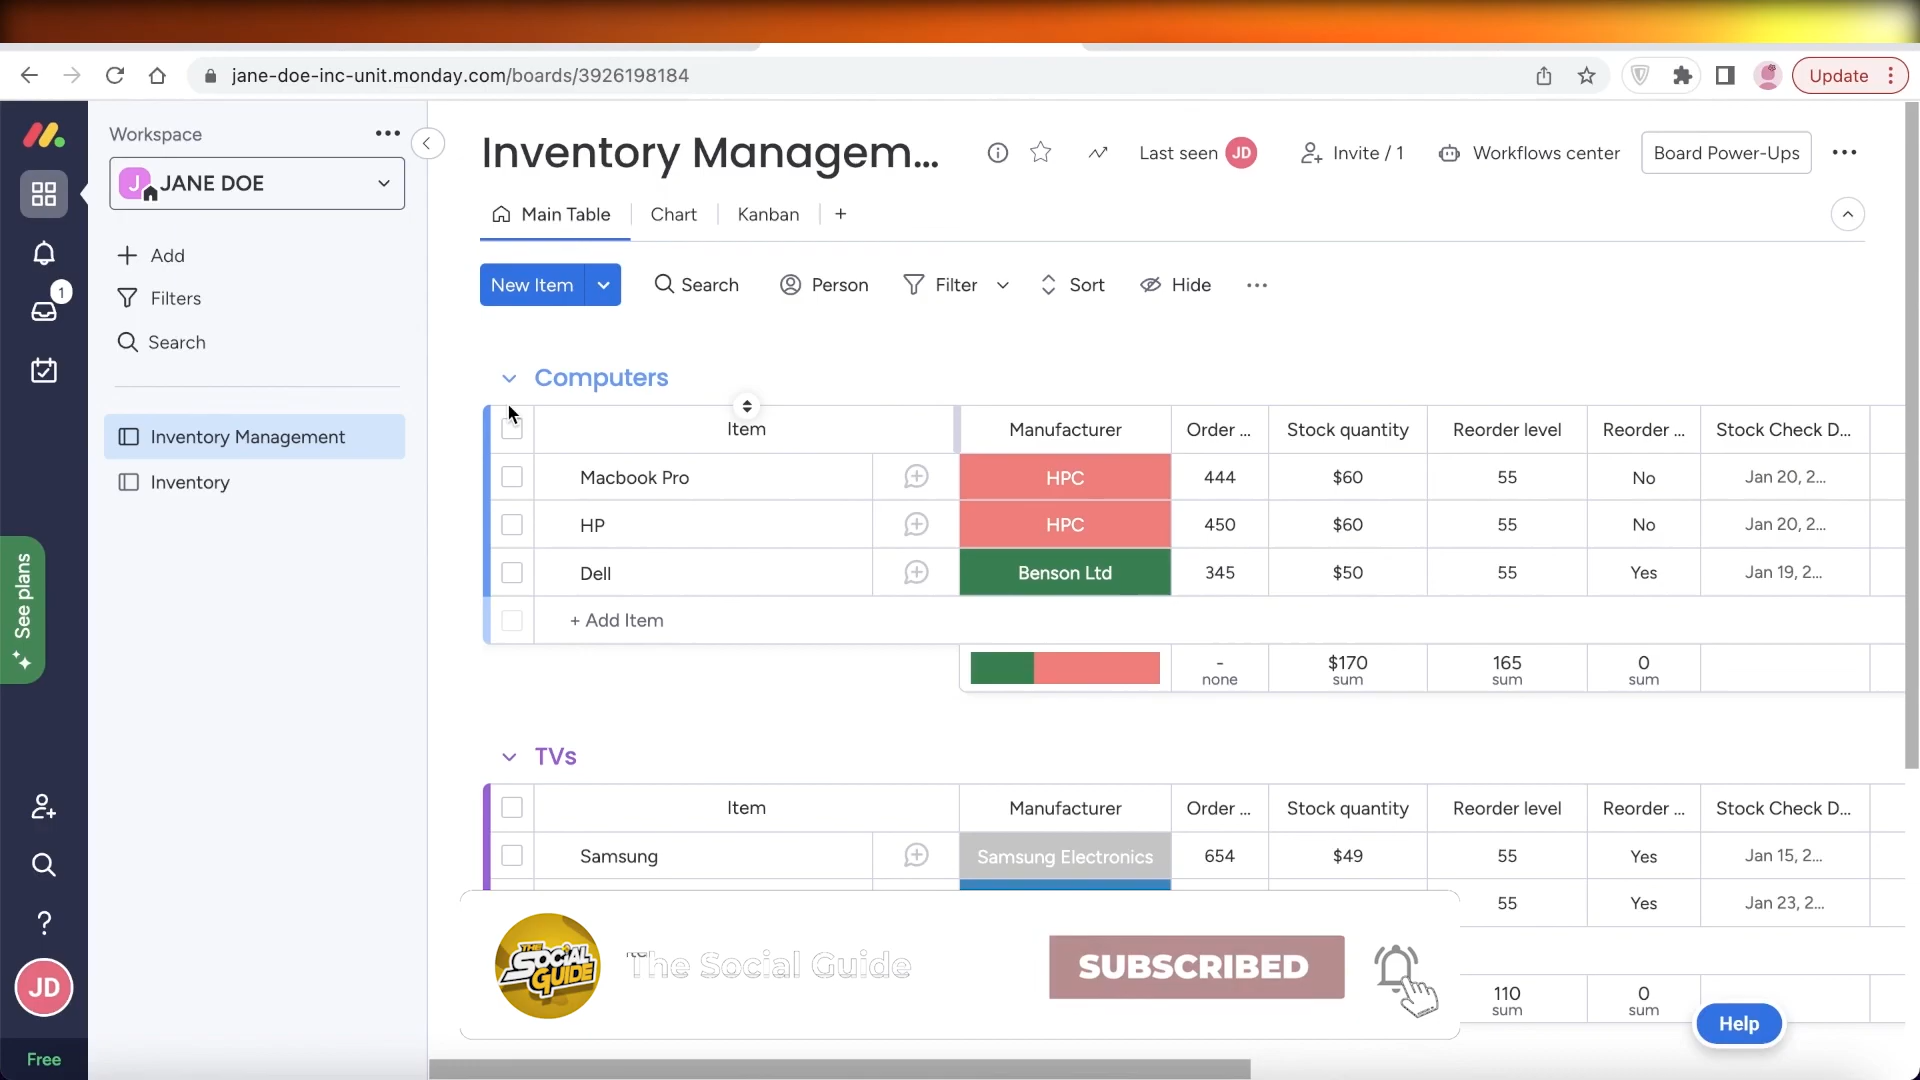 jane-doe-inc-unit.monday.com/boards/3926198184
Update
Workspace
J JANE DOE
Add
Filters
Search
Inventory Management
Inventory
1
See plans
?
JD
Free
Inventory Managem...
Last seen JD
Invite / 1
Workflows center
Board Power-Ups
Main Table
Chart
Kanban
+
New Item
Search
Person
Filter
Sort
Hide
Computers
Item Manufacturer Order ... Stock quantity Reorder level Reorder ... Stock Check D...
Macbook Pro HPC 444 $60 55 No Jan 20, 2...
HP HPC 450 $60 55 No Jan 20, 2...
Dell Benson Ltd 345 $50 55 Yes Jan 19, 2...
+ Add Item
- $170 165 0
none sum sum sum
TVs
Item Manufacturer Order ... Stock quantity Reorder level Reorder ... Stock Check D...
Samsung Samsung Electronics 654 $49 55 Yes Jan 15, 2...
55 Yes Jan 23, 2...
THE SOCIAL GUIDE
The Social Guide
SUBSCRIBED
110 0
sum sum
Help